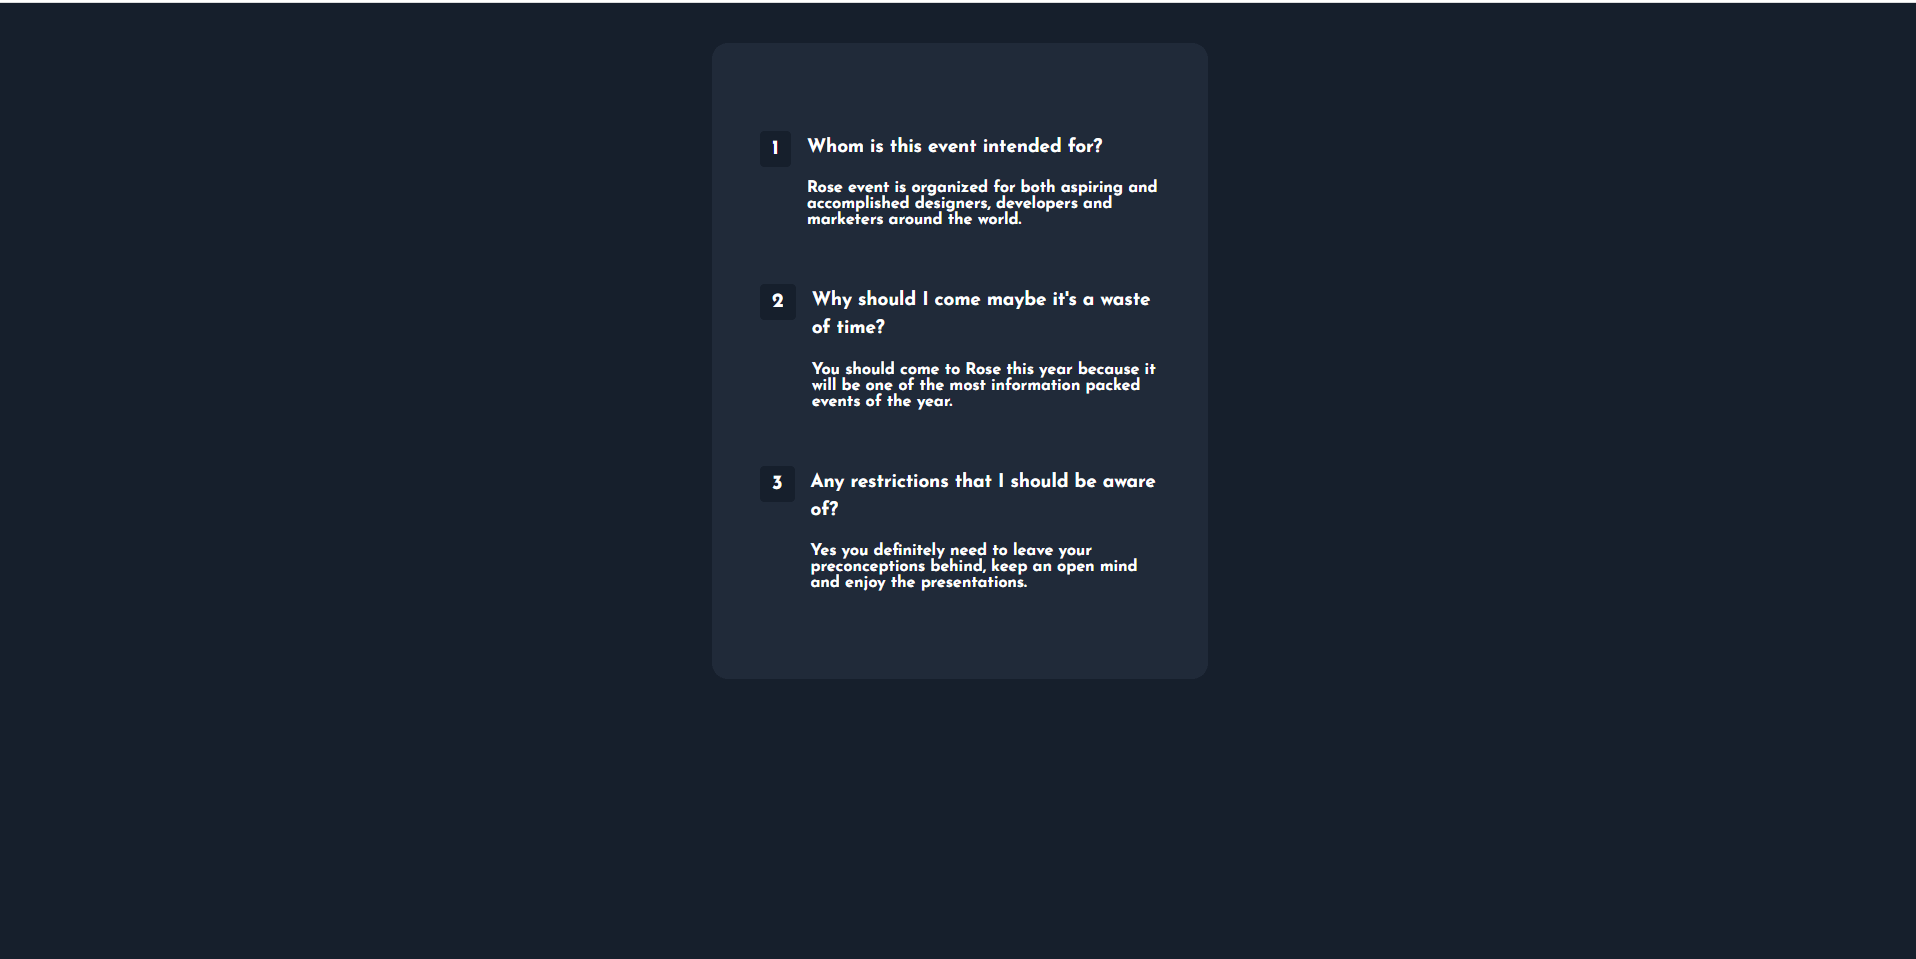 1 Whom is this event intended for?
Rose event is organized for both aspiring and
accomplished designers, developers and
marketers around the world.
2 Why should I come maybe it's a waste
of time?
You should come to Rose this year because it
will be one of the most information packed
events of the year.
3 Any restrictions that I should be aware
of?
Yes you definitely need to leave your
preconceptions behind, keep an open mind
and enjoy the presentations.